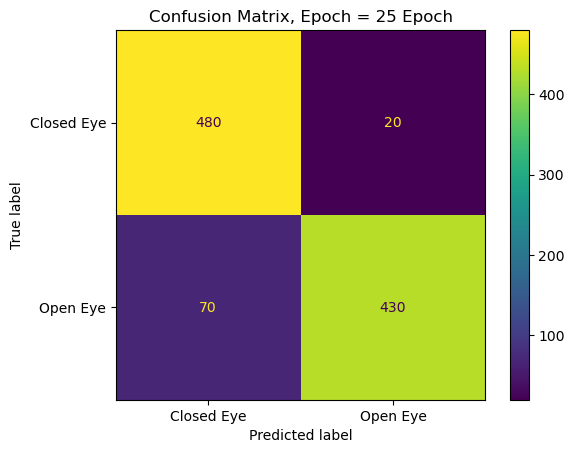 Confusion Matrix, Epoch = 25 Epoch
True label
Closed Eye
480
20
Open Eye
70
430
Closed Eye
Open Eye
Predicted label
400
300
200
100